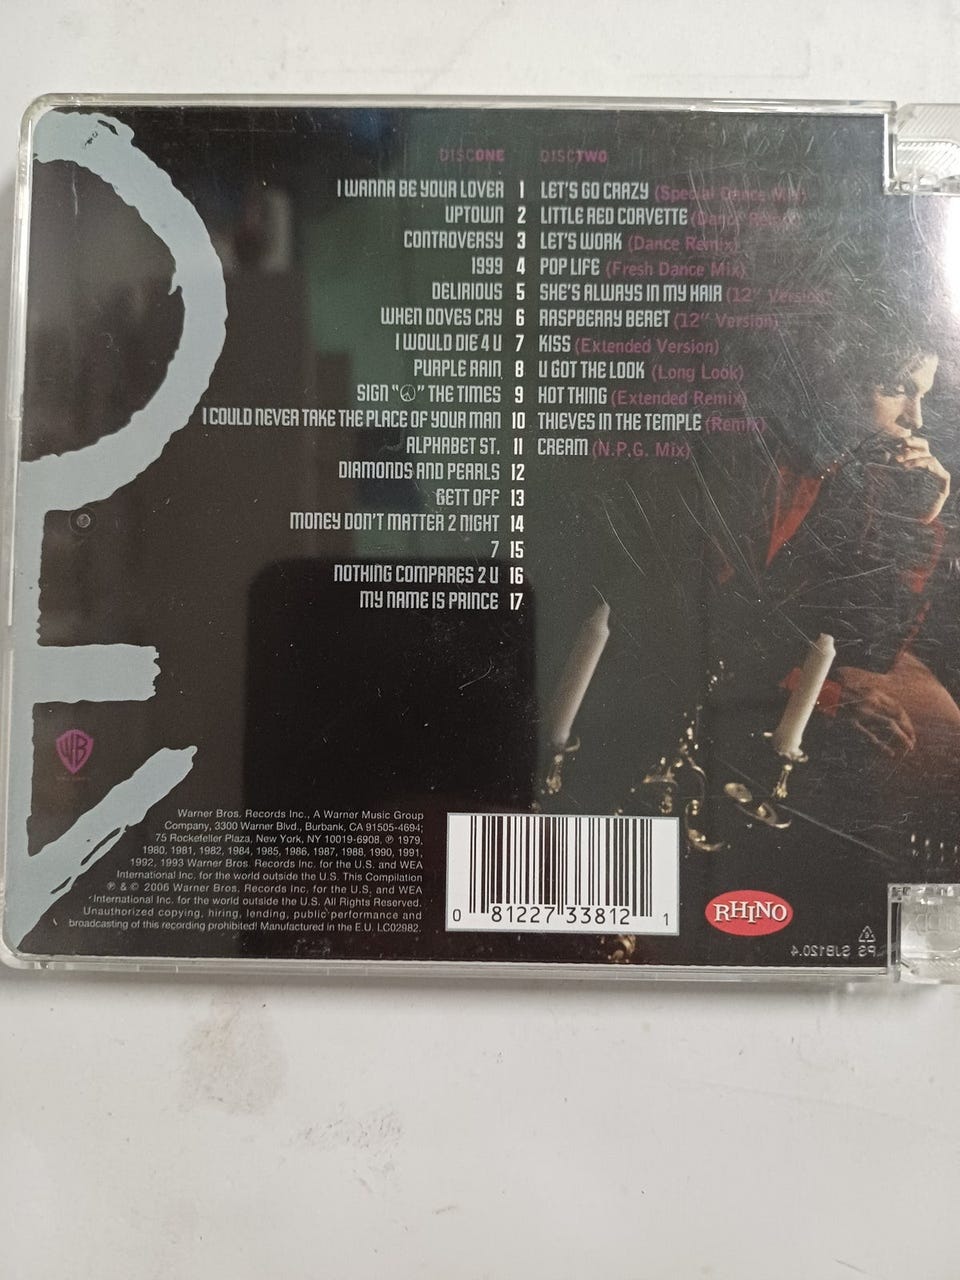 DISCONE DISCTWO
I WANNA BE YOUR LOVER 1 LET'S GO CRAZY (Special Dance Mix)
UPTOWN 2 LITTLE RED CORVETTE (Dance Remix)
CONTROVERSY 3 LET'S WORK (Dance Remix)
1999 4 POP LIFE (Fresh Dance Mix)
DELIRIOUS 5 SHE'S ALWAYS IN MY HAIR (12" Version)
WHEN DOVES CRY 6 RASPBERRY BERET (12" Version)
I WOULD DIE 4 U 7 KISS (Extended Version)
PURPLE RAIN 8 U GOT THE LOOK (Long Look)
SIGN "☮" THE TIMES 9 HOT THING (Extended Remix)
I COULD NEVER TAKE THE PLACE OF YOUR MAN 10 THIEVES IN THE TEMPLE (Remix)
ALPHABET ST. 11 CREAM (N.P.G. Mix)
DIAMONDS AND PEARLS 12
GETT OFF 13
MONEY DON'T MATTER 2 NIGHT 14
7 15
NOTHING COMPARES 2 U 16
MY NAME IS PRINCE 17
WB
Warner Bros. Records Inc., A Warner Music Group
Company, 3300 Warner Blvd., Burbank, CA 91505-4694;
75 Rockefeller Plaza, New York, NY 10019-6908. ℗ 1979,
1980, 1981, 1982, 1984, 1985, 1986, 1987, 1988, 1990, 1991,
1992, 1993 Warner Bros. Records Inc. for the U.S. and WEA
International Inc. for the world outside the U.S. This Compilation
℗ & © 2006 Warner Bros. Records Inc. for the U.S. and WEA
International Inc. for the world outside the U.S. All Rights Reserved.
Unauthorized copying, hiring, lending, public performance and
broadcasting of this recording prohibited! Manufactured in the E.U. LC02982.
0 81227 33812 1
RHINO
PS SJB120.4